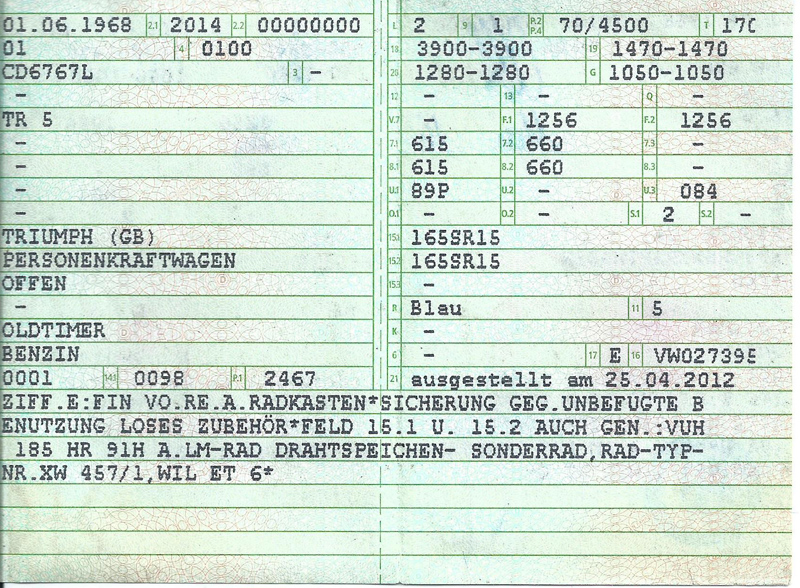 01.06.1968 2.1 2014 2.2 00000000 L 2 9 1 P.2 P.4 70/4500 T 170
01 4 0100 18 3900-3900 19 1470-1470
CD6767L 3 - 20 1280-1280 G 1050-1050
- 12 - 13 - Q -
TR 5 V.7 - F.1 1256 F.2 1256
- 7.1 615 7.2 660 7.3 -
- 8.1 615 8.2 660 8.3 -
- U.1 89P U.2 - U.3 084
- O.1 - O.2 - S.1 2 S.2 -
TRIUMPH (GB) 15.1 165SR15
PERSONENKRAFTWAGEN 15.2 165SR15
OFFEN 15.3 -
- R Blau 11 5
OLDTIMER K -
BENZIN 6 - 17 E 16 VW027395
0001 14.1 0098 P.1 2467 21 ausgestellt am 25.04.2012
ZIFF.E:FIN VO.RE.A.RADKASTEN*SICHERUNG GEG.UNBEFUGTE B
ENUTZUNG LOSES ZUBEHÖR*FELD 15.1 U. 15.2 AUCH GEN.:VUH
185 HR 91H A.LM-RAD DRAHTSPEICHEN- SONDERRAD,RAD-TYP-
NR.XW 457/1,WIL ET 6*